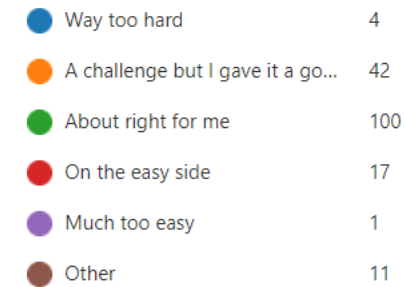 Way too hard 4
A challenge but I gave it a go... 42
About right for me 100
On the easy side 17
Much too easy 1
Other 11